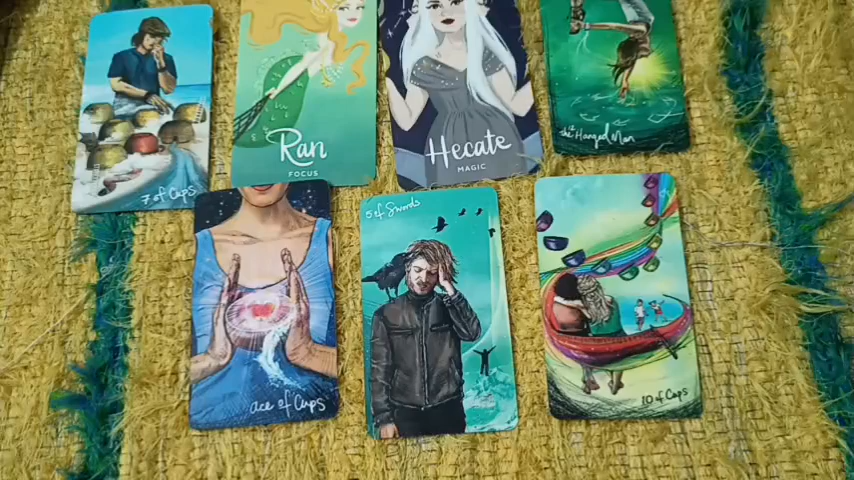 7 of Cups
Ran
FOCUS
Hecate
MAGIC
the Hanged Man
ace of Cups
5 of Swords
10 of Cups